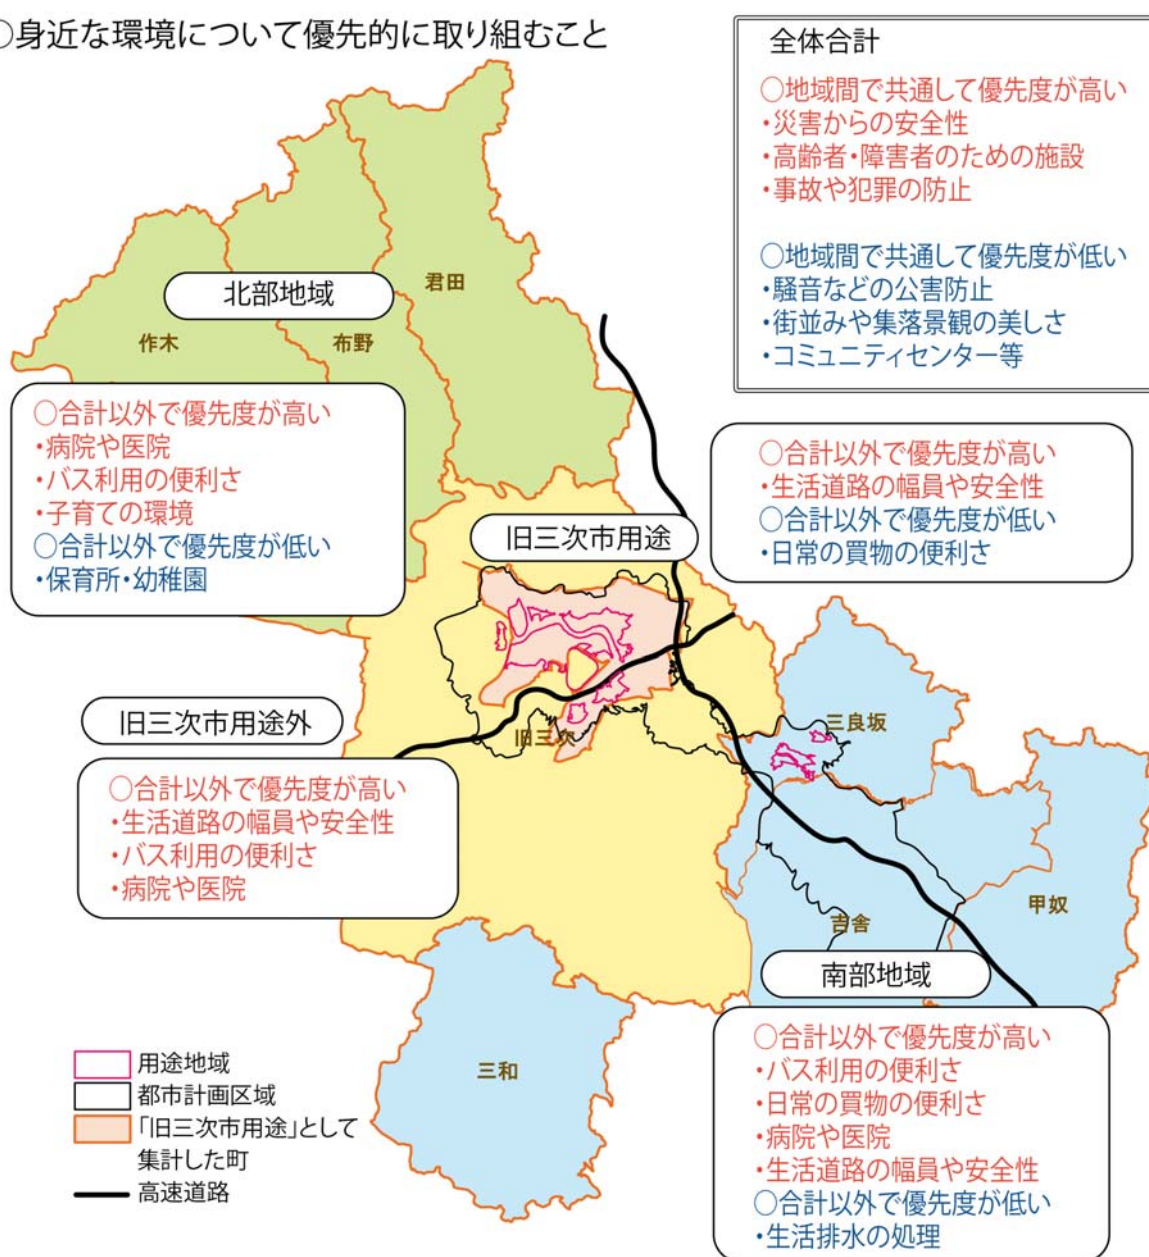 ○身近な環境について優先的に取り組むこと
全体合計
○地域間で共通して優先度が高い
・災害からの安全性
・高齢者・障害者のための施設
・事故や犯罪の防止
○地域間で共通して優先度が低い
・騒音などの公害防止
・街並みや集落景観の美しさ
・コミュニティセンター等
君田
北部地域
作木
布野
○合計以外で優先度が高い
・病院や医院
・バス利用の便利さ
・子育ての環境
○合計以外で優先度が低い
・保育所・幼稚園
旧三次市用途
○合計以外で優先度が高い
・生活道路の幅員や安全性
○合計以外で優先度が低い
・日常の買物の便利さ
旧三次市用途外
旧三次
三良坂
○合計以外で優先度が高い
・生活道路の幅員や安全性
・バス利用の便利さ
・病院や医院
甲奴
吉舎
南部地域
○合計以外で優先度が高い
・バス利用の便利さ
・日常の買物の便利さ
・病院や医院
・生活道路の幅員や安全性
○合計以外で優先度が低い
・生活排水の処理
三和
用途地域
都市計画区域
「旧三次市用途」として
集計した町
高速道路